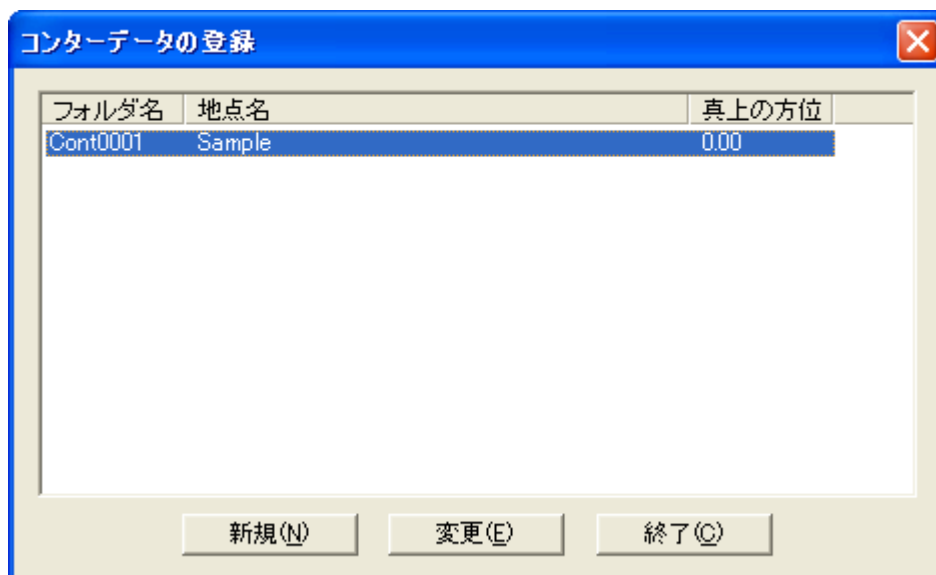 コンターデータの登録
フォルダ名 地点名 真上の方位
Cont0001 Sample 0.00
新規(N) 変更(E) 終了(C)